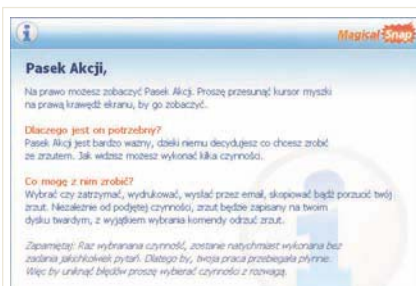 Magical Snap
Pasek Akcji,
Na prawo możesz zobaczyć Pasek Akcji. Proszę przesunąć kursor myszki
na prawą krawędź ekranu, by go zobaczyć.
Dlaczego jest on potrzebny?
Pasek Akcji jest bardzo ważny, dzieki niemu decydujesz co chcesz zrobić
ze zrzutem. Jak widzisz możesz wykonać kilka czynności.
Co mogę z nim zrobić?
Wybrać czy zatrzymać, wydrukować, wysłać przez email, skopiować bądź porzucić twój
zrzut. Niezależnie od podjętej czynności, zrzut będzie zapisany na twoim
dysku twardym, z wyjątkiem wybrania komendy odrzuć zrzut.
Zapamiętaj: Raz wybranana czynność, zostanie natychmiast wykonana bez
zadania jakichkolwiek pytań. Dlatego by, twoja praca przebiegała płynnie.
Więc by uniknąć błędów proszę wybierać czynności z rozwagą.